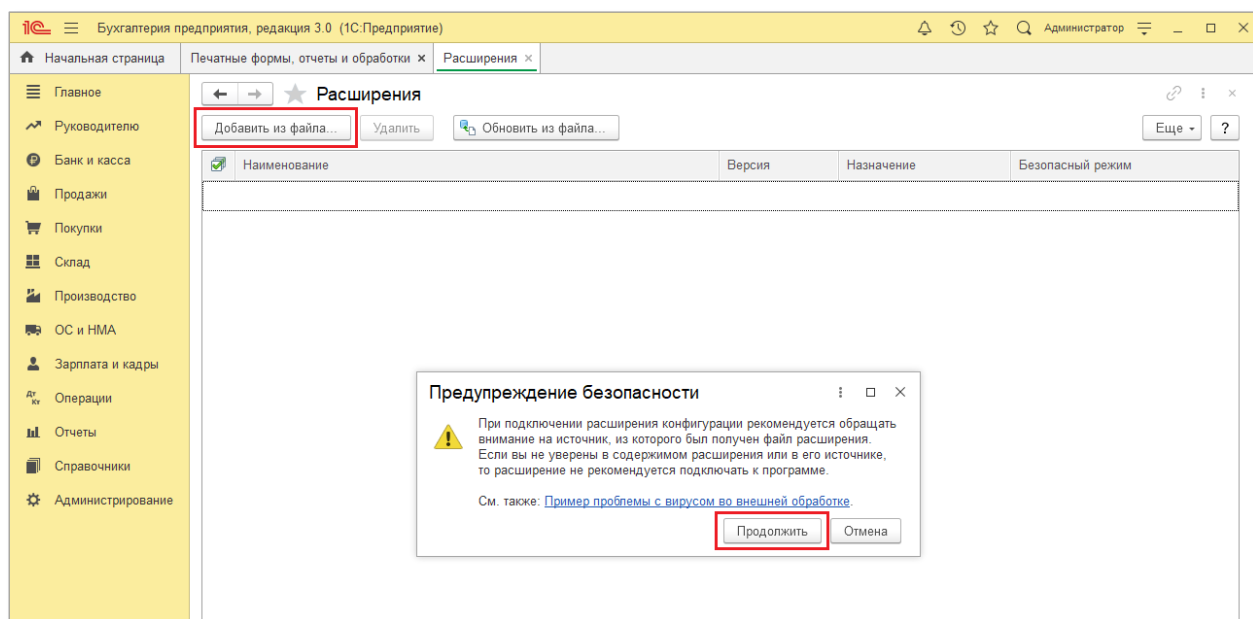 1С Бухгалтерия предприятия, редакция 3.0 (1С:Предприятие) Администратор
Начальная страница Печатные формы, отчеты и обработки × Расширения ×
Главное
Руководителю
Банк и касса
Продажи
Покупки
Склад
Производство
ОС и НМА
Зарплата и кадры
Дт Кт Операции
Отчеты
Справочники
Администрирование
Расширения
Добавить из файла... Удалить Обновить из файла... Еще ?
Наименование Версия Назначение Безопасный режим
Предупреждение безопасности
При подключении расширения конфигурации рекомендуется обращать
внимание на источник, из которого был получен файл расширения.
Если вы не уверены в содержимом расширения или в его источнике,
то расширение не рекомендуется подключать к программе.
См. также: Пример проблемы с вирусом во внешней обработке.
Продолжить Отмена